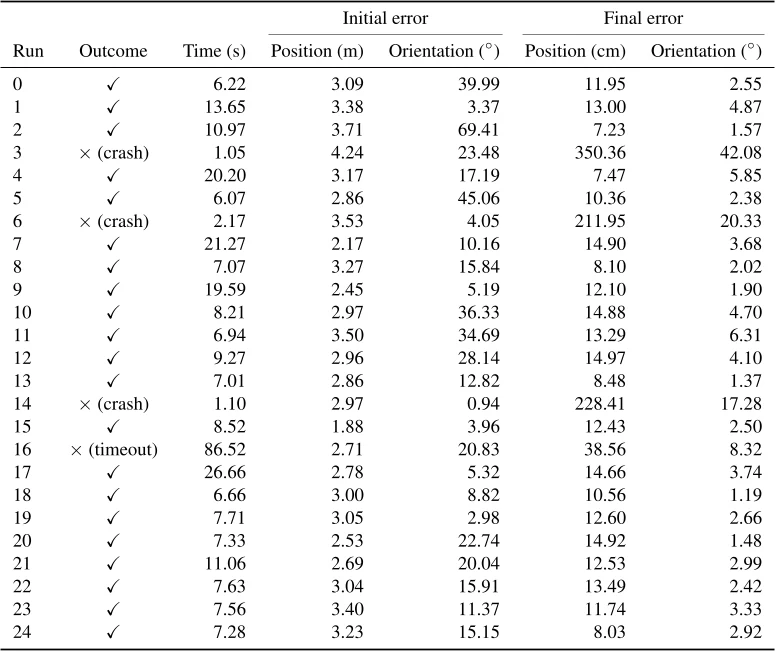 Initial error Final error
Run Outcome Time (s) Position (m) Orientation (°) Position (cm) Orientation (°)
0 ✓ 6.22 3.09 39.99 11.95 2.55
1 ✓ 13.65 3.38 3.37 13.00 4.87
2 ✓ 10.97 3.71 69.41 7.23 1.57
3 × (crash) 1.05 4.24 23.48 350.36 42.08
4 ✓ 20.20 3.17 17.19 7.47 5.85
5 ✓ 6.07 2.86 45.06 10.36 2.38
6 × (crash) 2.17 3.53 4.05 211.95 20.33
7 ✓ 21.27 2.17 10.16 14.90 3.68
8 ✓ 7.07 3.27 15.84 8.10 2.02
9 ✓ 19.59 2.45 5.19 12.10 1.90
10 ✓ 8.21 2.97 36.33 14.88 4.70
11 ✓ 6.94 3.50 34.69 13.29 6.31
12 ✓ 9.27 2.96 28.14 14.97 4.10
13 ✓ 7.01 2.86 12.82 8.48 1.37
14 × (crash) 1.10 2.97 0.94 228.41 17.28
15 ✓ 8.52 1.88 3.96 12.43 2.50
16 × (timeout) 86.52 2.71 20.83 38.56 8.32
17 ✓ 26.66 2.78 5.32 14.66 3.74
18 ✓ 6.66 3.00 8.82 10.56 1.19
19 ✓ 7.71 3.05 2.98 12.60 2.66
20 ✓ 7.33 2.53 22.74 14.92 1.48
21 ✓ 11.06 2.69 20.04 12.53 2.99
22 ✓ 7.63 3.04 15.91 13.49 2.42
23 ✓ 7.56 3.40 11.37 11.74 3.33
24 ✓ 7.28 3.23 15.15 8.03 2.92